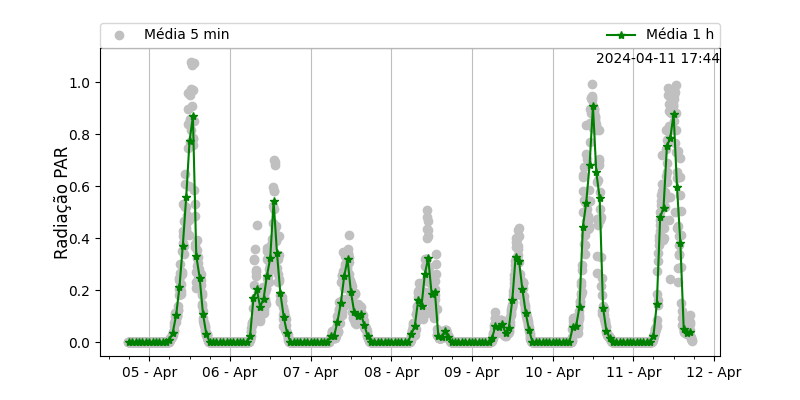 Média 5 min
Média 1 h
2024-04-11 17:44
Radiação PAR
1.0
0.8
0.6
0.4
0.2
0.0
05 - Apr
06 - Apr
07 - Apr
08 - Apr
09 - Apr
10 - Apr
11 - Apr
12 - Apr